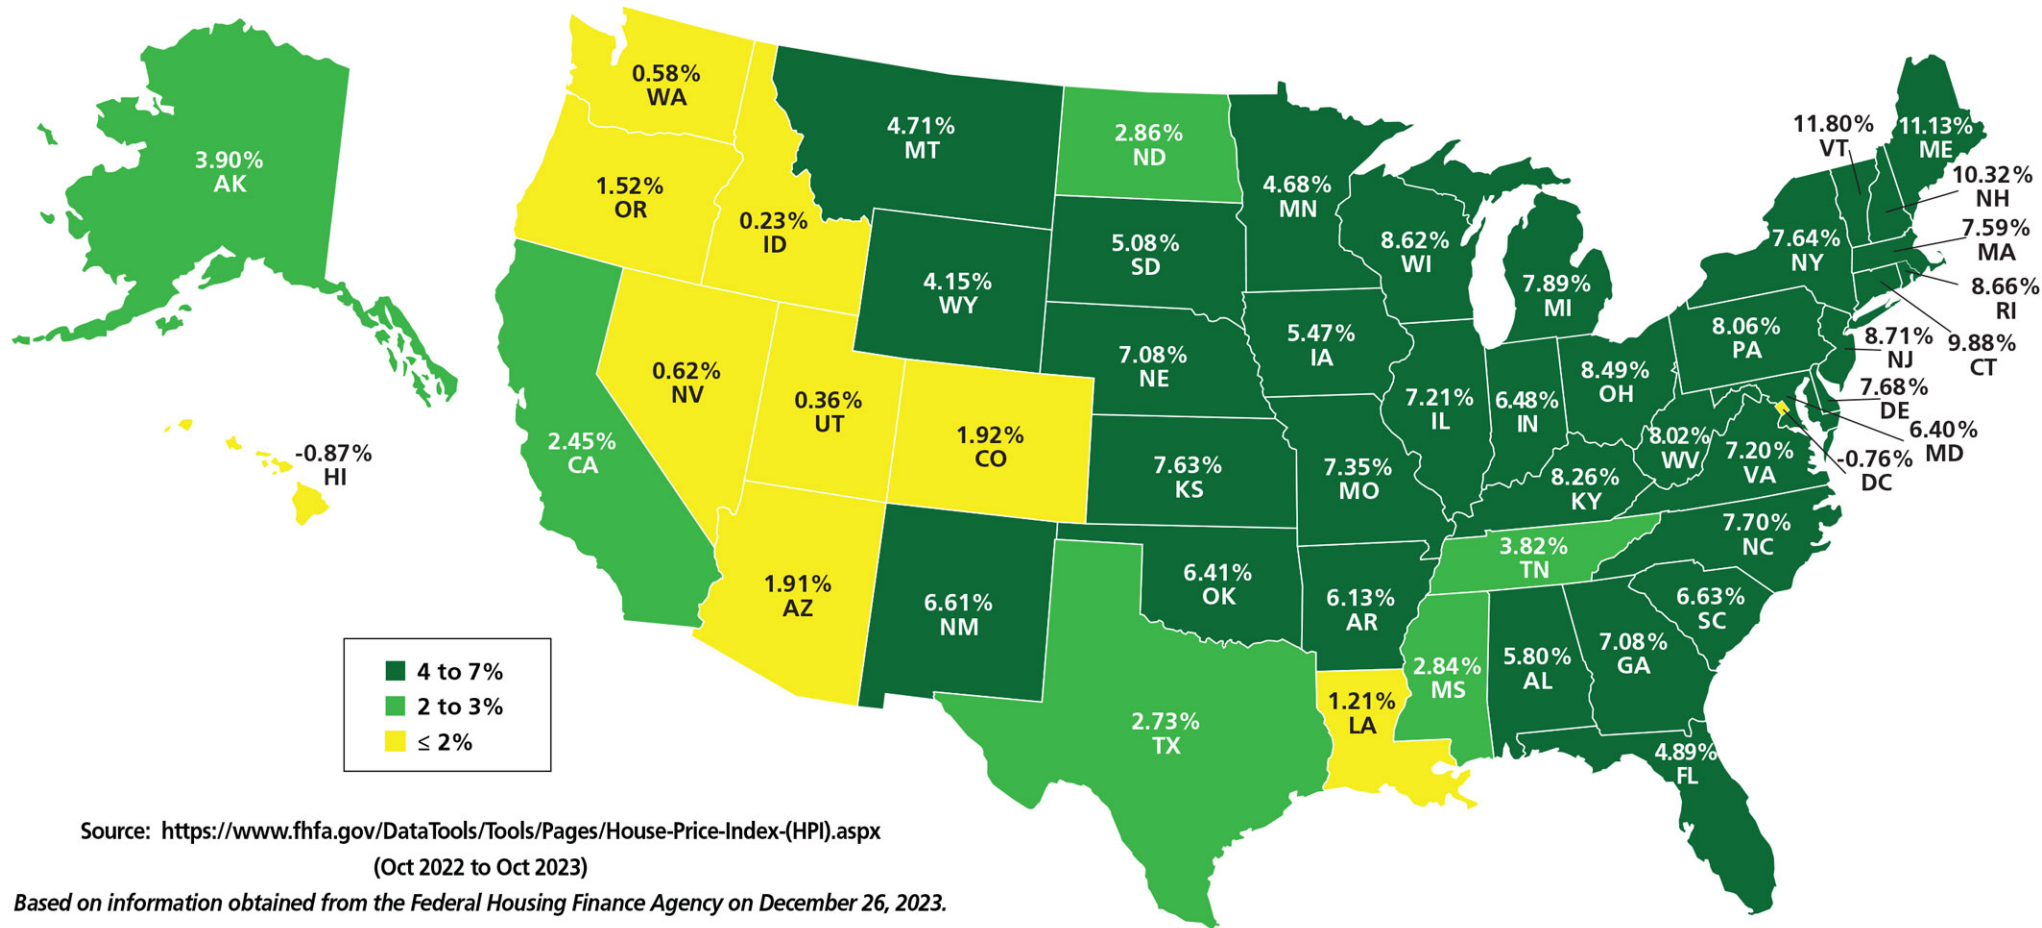 3.90%
AK
-0.87%
HI
0.58%
WA
1.52%
OR
0.23%
ID
4.71%
MT
2.86%
ND
4.68%
MN
5.08%
SD
4.15%
WY
8.62%
WI
7.89%
MI
2.45%
CA
0.62%
NV
0.36%
UT
1.92%
CO
7.08%
NE
5.47%
IA
7.21%
IL
6.48%
IN
8.49%
OH
8.06%
PA
7.64%
NY
11.80%
VT
11.13%
ME
10.32%
NH
7.59%
MA
8.66%
RI
9.88%
CT
8.71%
NJ
7.68%
DE
6.40%
MD
-0.76%
DC
8.02%
WV
7.20%
VA
7.63%
KS
7.35%
MO
8.26%
KY
7.70%
NC
3.82%
TN
1.91%
AZ
6.61%
NM
6.41%
OK
6.13%
AR
6.63%
SC
2.84%
MS
5.80%
AL
7.08%
GA
2.73%
TX
1.21%
LA
4.89%
FL
4 to 7%
2 to 3%
≤ 2%
Source: https://www.fhfa.gov/DataTools/Tools/Pages/House-Price-Index-(HPI).aspx
(Oct 2022 to Oct 2023)
Based on information obtained from the Federal Housing Finance Agency on December 26, 2023.